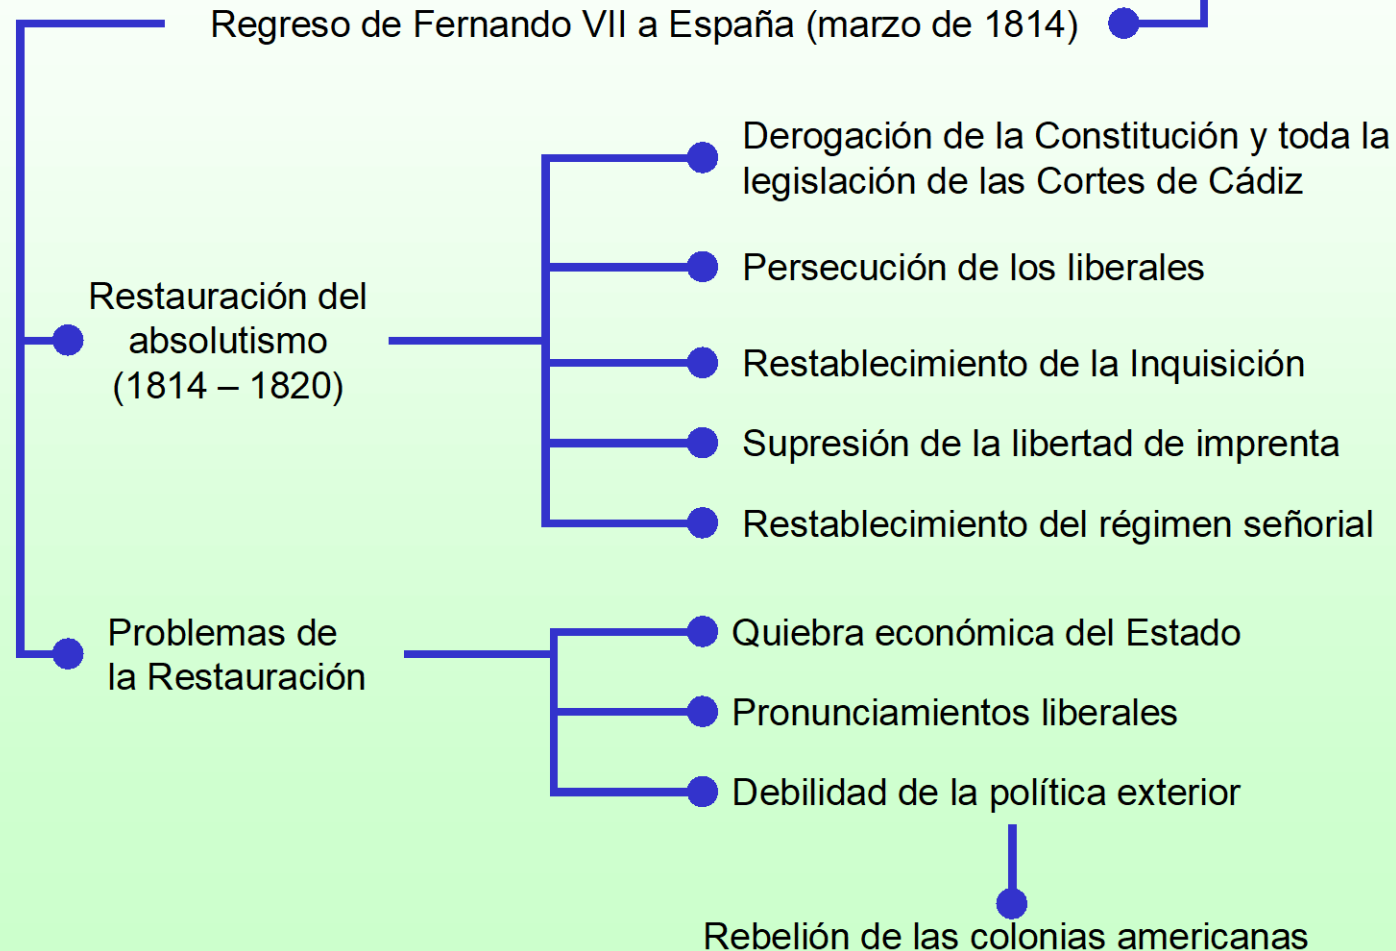 Regreso de Fernando VII a España (marzo de 1814)
Restauración del
absolutismo
(1814 – 1820)
Derogación de la Constitución y toda la
legislación de las Cortes de Cádiz
Persecución de los liberales
Restablecimiento de la Inquisición
Supresión de la libertad de imprenta
Restablecimiento del régimen señorial
Problemas de
la Restauración
Quiebra económica del Estado
Pronunciamientos liberales
Debilidad de la política exterior
Rebelión de las colonias americanas